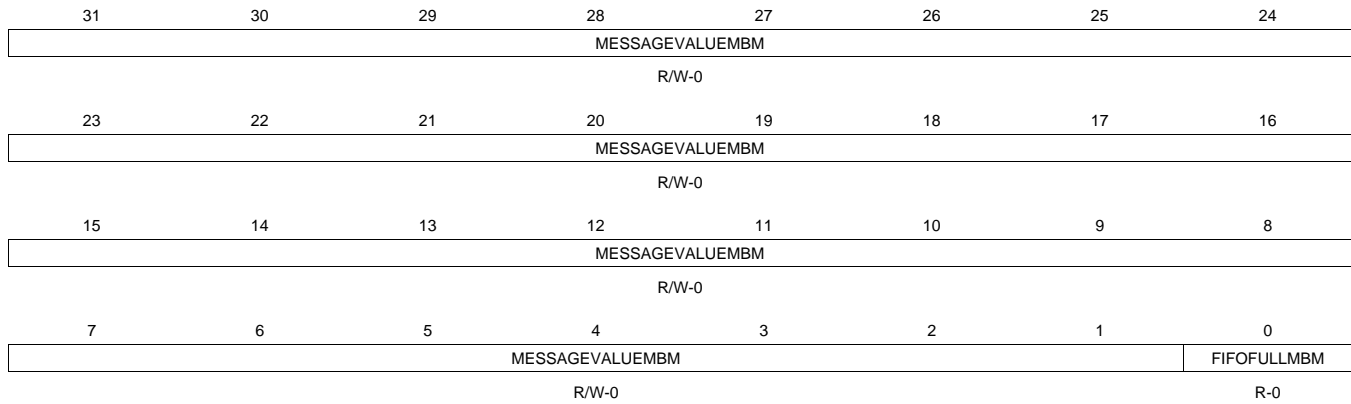 31 30 29 28 27 26 25 24
MESSAGEVALUEMBM
R/W-0
23 22 21 20 19 18 17 16
MESSAGEVALUEMBM
R/W-0
15 14 13 12 11 10 9 8
MESSAGEVALUEMBM
R/W-0
7 6 5 4 3 2 1 0
MESSAGEVALUEMBM FIFOFULLMBM
R/W-0 R-0